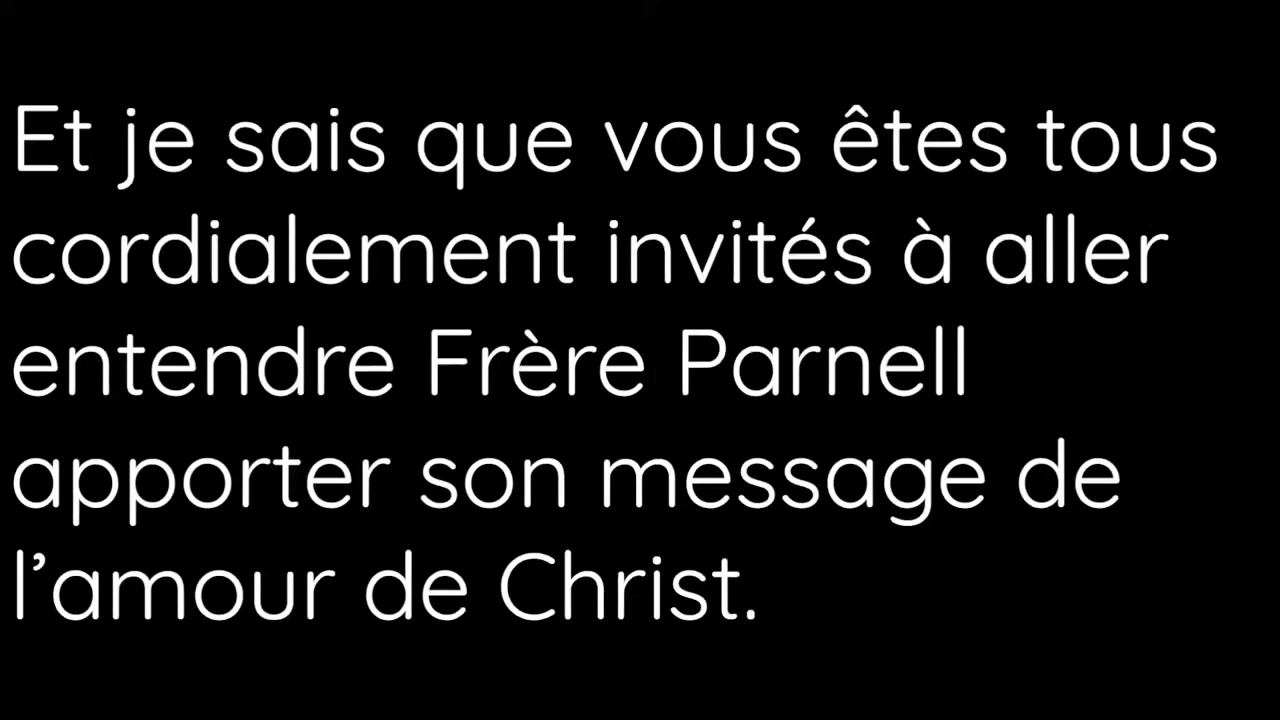 Et je sais que vous êtes tous
cordialement invités à aller
entendre Frère Parnell
apporter son message de
l’amour de Christ.